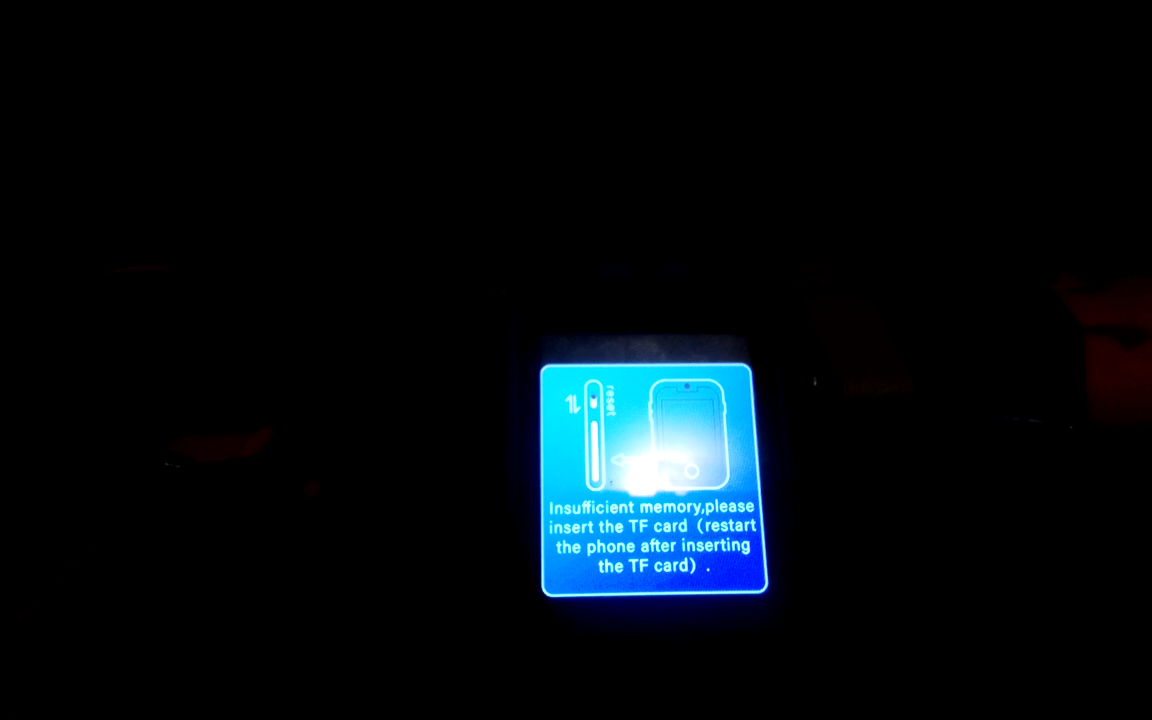 reset
Insufficient memory,please
insert the TF card (restart
the phone after inserting
the TF card) .